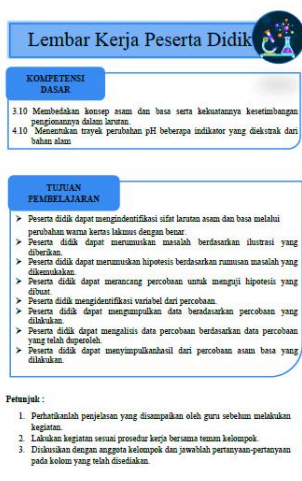 Lembar Kerja Peserta Didik
KOMPETENSI
DASAR
3.10 Membedakan konsep asam dan basa serta kekuatannya kesetimbangan
pengionannya dalam larutan.
4.10 Menentukan trayek perubahan pH beberapa indikator yang diekstrak dari
bahan alam
TUJUAN
PEMBELAJARAN
➤ Peserta didik dapat mengindentifikasi sifat larutan asam dan basa melalui
perubahan warna kertas lakmus dengan benar.
➤ Peserta didik dapat merumuskan masalah berdasarkan ilustrasi yang
diberikan.
➤ Peserta didik dapat merumuskan hipotesis berdasarkan rumusan masalah yang
dikemukakan.
➤ Peserta didik dapat merancang percobaan untuk menguji hipotesis yang
dibuat.
➤ Peserta didik mengidentifikasi variabel dari percobaan.
➤ Peserta didik dapat mengumpulkan data beradasarkan percobaan yang
dilakukan.
➤ Peserta didik dapat mengalisis data percobaan berdasarkan data percobaan
yang telah duperoleh.
➤ Peserta didik dapat menyimpulkanhasil dari percobaan asam basa yang
dilakukan.
Petunjuk :
1. Perhatikanlah penjelasan yang disampaikan oleh guru sebelum melakukan
kegiatan.
2. Lakukan kegiatan sesuai prosedur kerja bersama teman kelompok.
3. Diskusikan dengan anggota kelompok dan jawablah pertanyaan-pertanyaan
pada kolom yang telah disediakan.